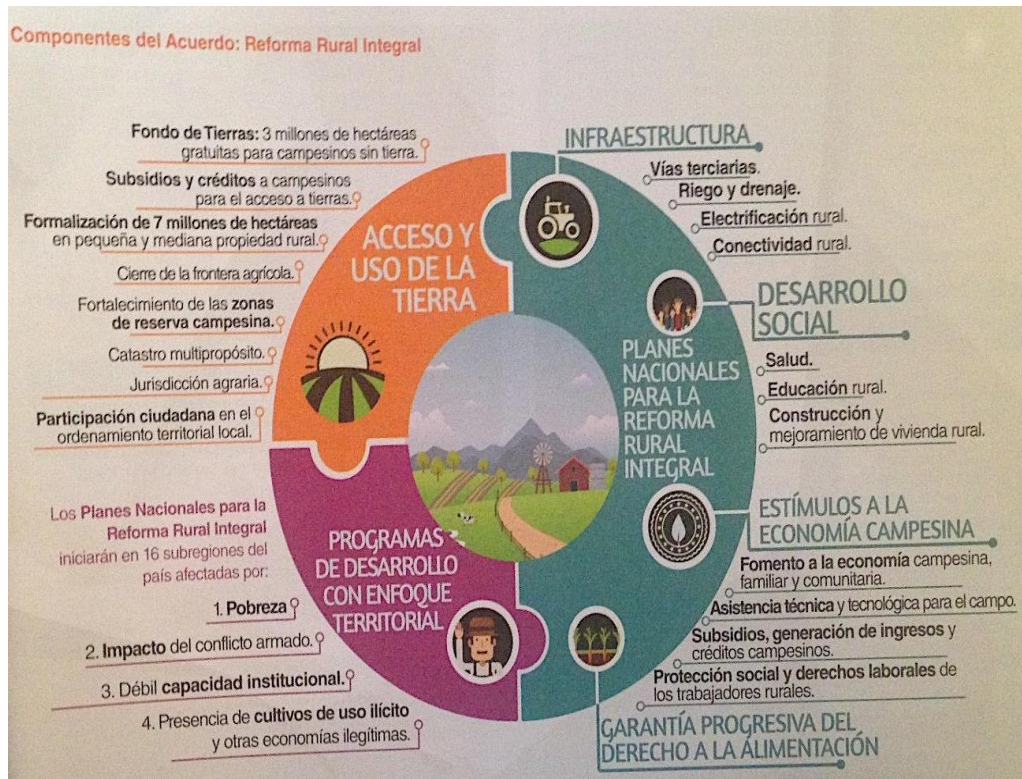 Componentes del Acuerdo: Reforma Rural Integral
Fondo de Tierras: 3 millones de hectáreas
gratuitas para campesinos sin tierra.
Subsidios y créditos a campesinos
para el acceso a tierras.
Formalización de 7 millones de hectáreas
en pequeña y mediana propiedad rural.
Cierre de la frontera agrícola.
Fortalecimiento de las zonas
de reserva campesina.
Catastro multipropósito.
Jurisdicción agraria.
Participación ciudadana en el
ordenamiento territorial local.
ACCESO Y
USO DE LA
TIERRA
Los Planes Nacionales para la
Reforma Rural Integral
iniciarán en 16 subregiones del
país afectadas por:
1. Pobreza
2. Impacto del conflicto armado.
3. Débil capacidad institucional.
4. Presencia de cultivos de uso ilícito
y otras economías ilegítimas.
PROGRAMAS
DE DESARROLLO
CON ENFOQUE
TERRITORIAL
PLANES
NACIONALES
PARA LA
REFORMA
RURAL
INTEGRAL
INFRAESTRUCTURA
Vías terciarias.
Riego y drenaje.
Electrificación rural.
Conectividad rural.
DESARROLLO
SOCIAL
Salud.
Educación rural.
Construcción y
mejoramiento de vivienda rural.
ESTÍMULOS A LA
ECONOMÍA CAMPESINA
Fomento a la economía campesina,
familiar y comunitaria.
Asistencia técnica y tecnológica para el campo.
Subsidios, generación de ingresos y
créditos campesinos.
Protección social y derechos laborales de
los trabajadores rurales.
GARANTÍA PROGRESIVA DEL
DERECHO A LA ALIMENTACIÓN